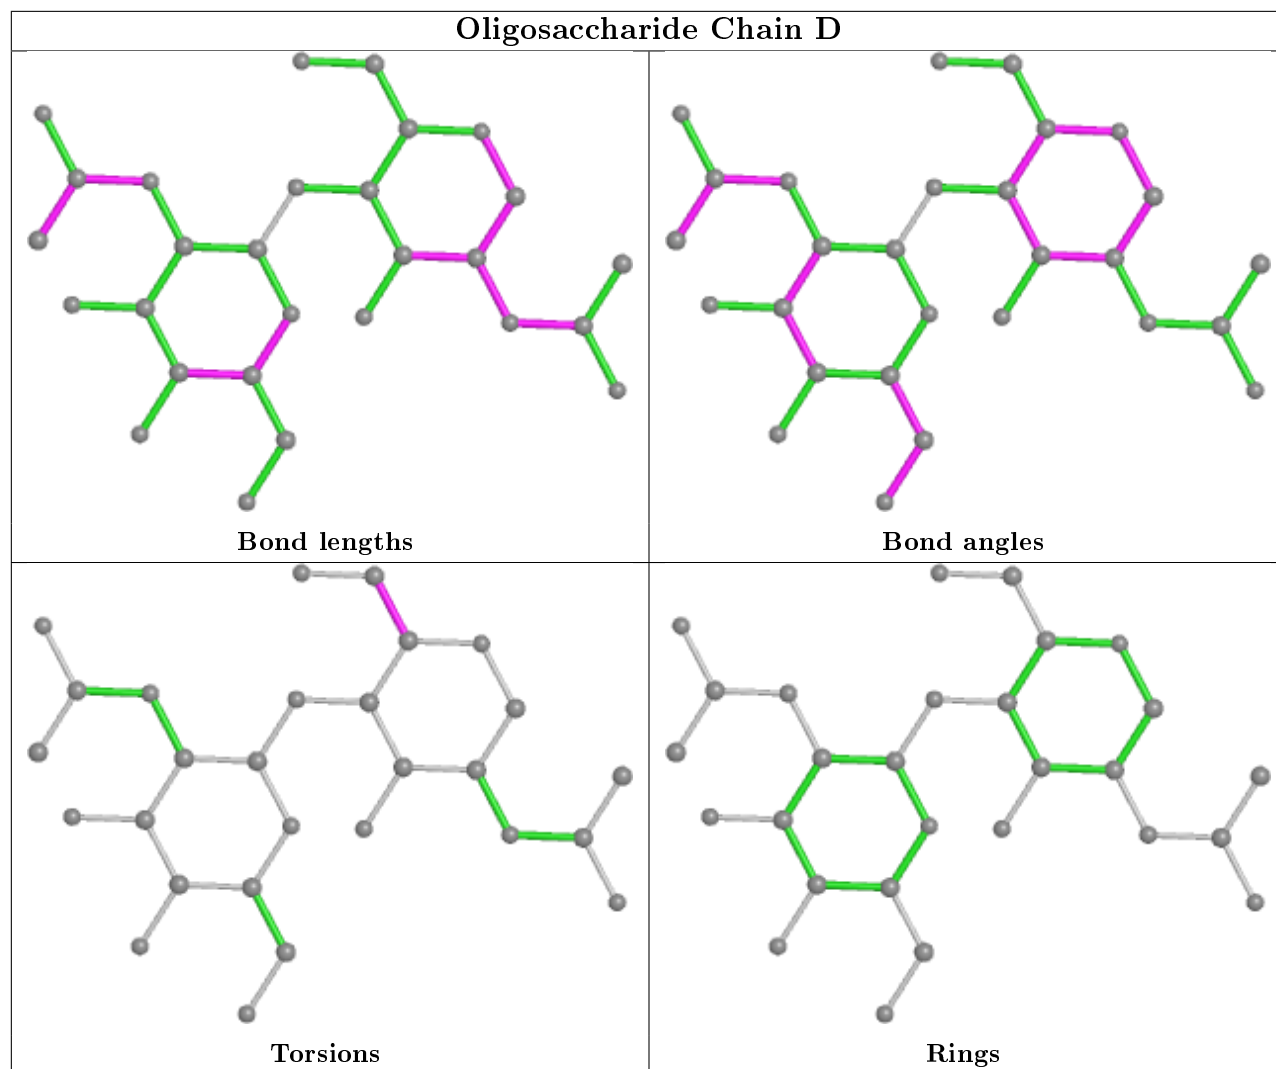 Oligosaccharide Chain D
Bond lengths
Bond angles
Torsions
Rings